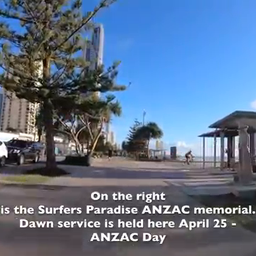 On the right
is the Surfers Paradise ANZAC memorial.
Dawn service is held here April 25 -
ANZAC Day